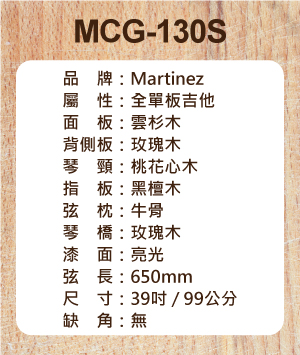 MCG-130S
品　牌：Martinez
屬　性：全單板吉他
面　板：雲杉木
背側板：玫瑰木
琴　頸：桃花心木
指　板：黑檀木
弦　枕：牛骨
琴　橋：玫瑰木
漆　面：亮光
弦　長：650mm
尺　寸：39吋 / 99公分
缺　角：無